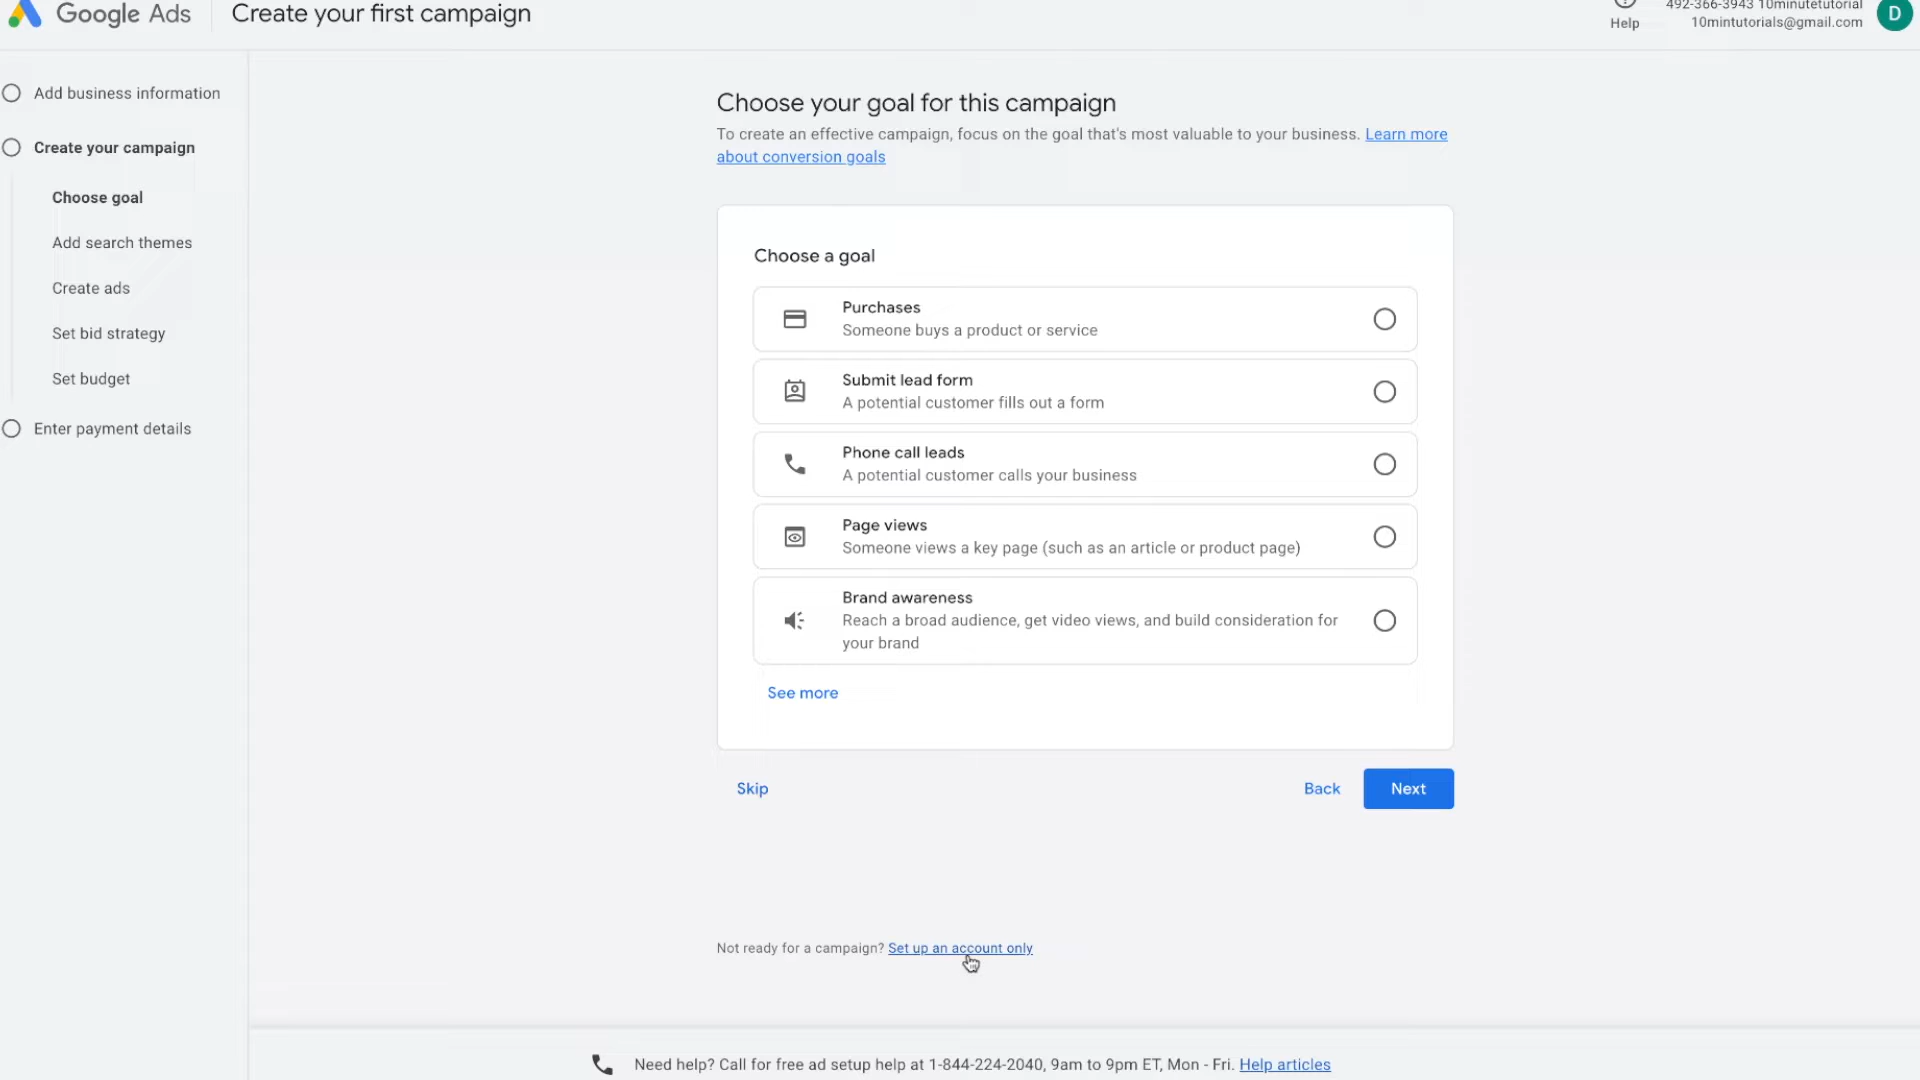 Google Ads
Create your first campaign
Help
492-366-3943 10minutetutorial
10mintutorials@gmail.com
D
Add business information
Create your campaign
Choose goal
Add search themes
Create ads
Set bid strategy
Set budget
Enter payment details
Choose your goal for this campaign
To create an effective campaign, focus on the goal that's most valuable to your business. Learn more
about conversion goals
Choose a goal
Purchases
Someone buys a product or service
Submit lead form
A potential customer fills out a form
Phone call leads
A potential customer calls your business
Page views
Someone views a key page (such as an article or product page)
Brand awareness
Reach a broad audience, get video views, and build consideration for
your brand
See more
Skip
Back
Next
Not ready for a campaign? Set up an account only
Need help? Call for free ad setup help at 1-844-224-2040, 9am to 9pm ET, Mon - Fri. Help articles